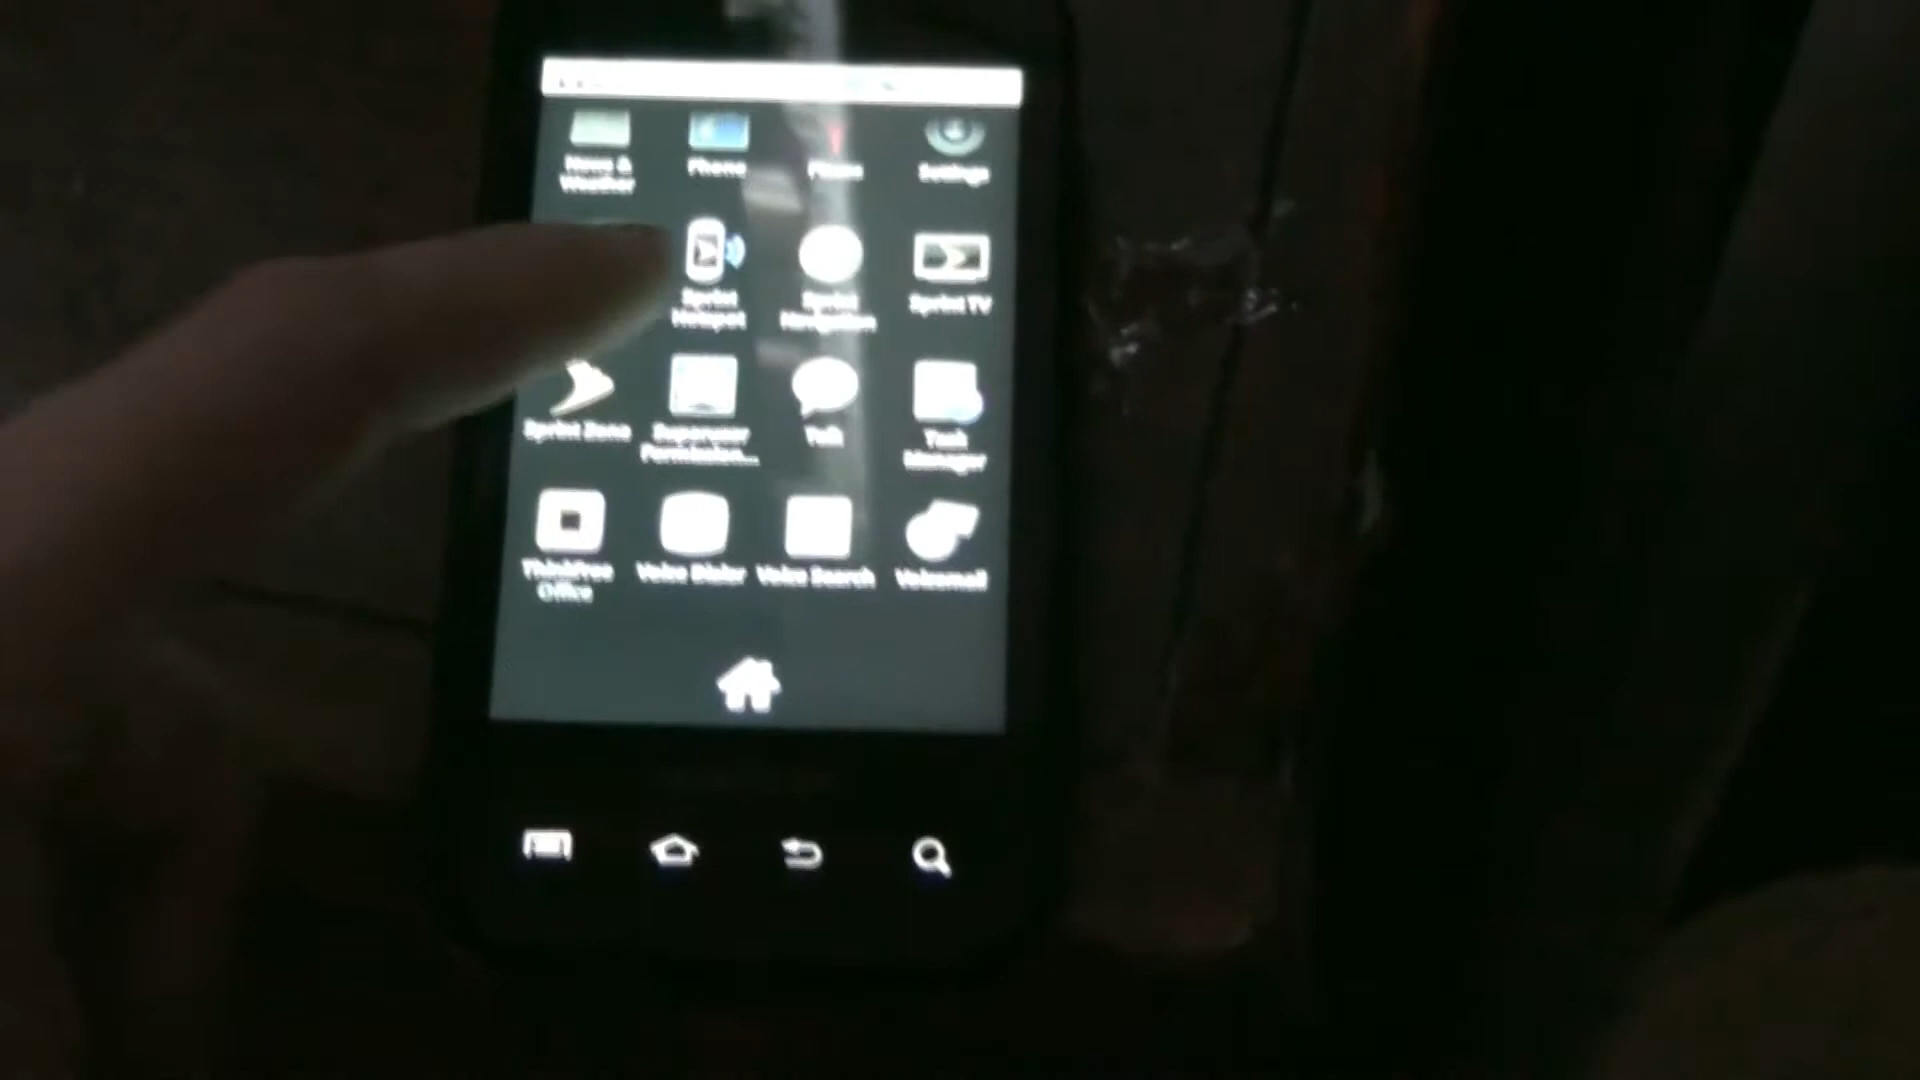 News &
Weather
Phone
Settings
Sprint
Hotspot
Sprint
Navigation
Sprint TV
Sprint Zone
Superuser
Permission...
Talk
Task
Manager
ThinkFree
Office
Voice Dialer
Voice Search
Voicemail